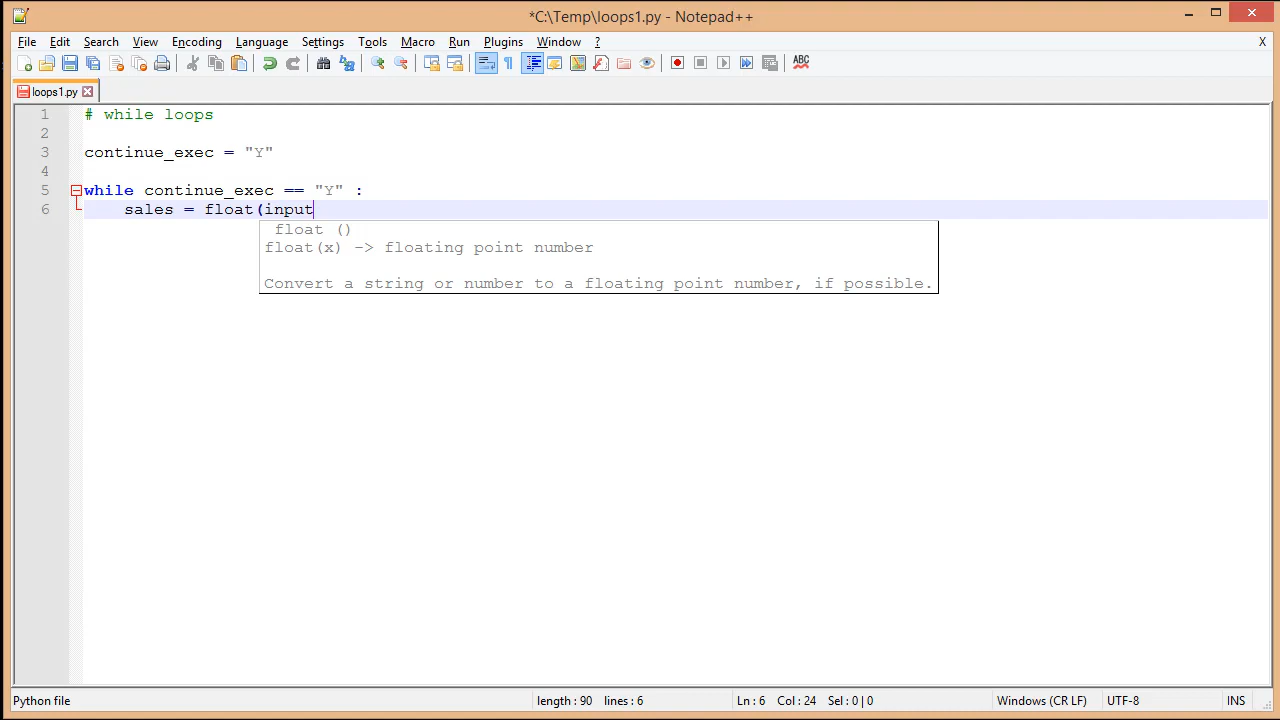 *C:\Temp\loops1.py - Notepad++
File Edit Search View Encoding Language Settings Tools Macro Run Plugins Window ? X
ABC
loops1.py
1 # while loops
2
3 continue_exec = "Y"
4
5 while continue_exec == "Y" :
6 sales = float(input
float ()
float(x) -> floating point number
Convert a string or number to a floating point number, if possible.
Python file length : 90 lines : 6 Ln : 6 Col : 24 Sel : 0 | 0 Windows (CR LF) UTF-8 INS